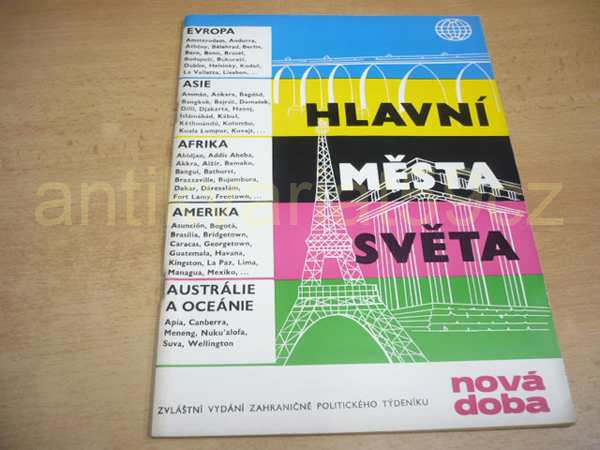 EVROPA
Amsterodam, Andorra,
Athény, Bělehrad, Berlín,
Bern, Bonn, Brusel,
Budapešť, Bukurešť,
Dublin, Helsinky, Kodaň,
La Valletta, Lisabon, ...
ASIE
Ammán, Ankara, Bagdád,
Bangkok, Bejrút, Damašek,
Dillí, Djakarta, Hanoj,
Islámábád, Kábul,
Káthmándú, Kolombo,
Kuala Lumpur, Kuvajt, ...
AFRIKA
Abidjan, Addis Abeba,
Akkra, Alžír, Bamako,
Bangui, Bathurst,
Brazzaville, Bujumbura,
Dakar, Dáresalám,
Fort Lamy, Freetown, ...
AMERIKA
Asunción, Bogotá,
Brasília, Bridgetown,
Caracas, Georgetown,
Guatemala, Havana,
Kingston, La Paz, Lima,
Managua, Mexiko, ...
AUSTRÁLIE
A OCEÁNIE
Apia, Canberra,
Meneng, Nuku'alofa,
Suva, Wellington
HLAVNÍ
MĚSTA
SVĚTA
ZVLÁŠTNÍ VYDÁNÍ ZAHRANIČNĚ POLITICKÉHO TÝDENÍKU
nová
doba